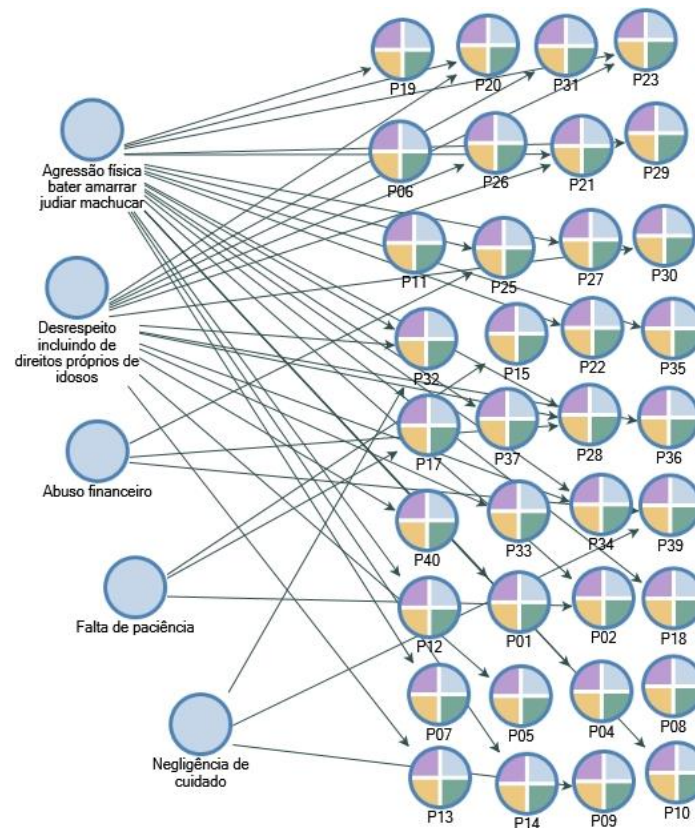 P19
P20
P31
P23
Agressão física
bater amarrar
judiar machucar
P06
P26
P21
P29
P11
P25
P27
P30
Desrespeito
incluindo de
direitos próprios de
idosos
P32
P15
P22
P35
P17
P37
P28
P36
Abuso financeiro
P40
P33
P34
P39
Falta de paciência
P12
P01
P02
P18
P07
P05
P04
P08
Negligência de
cuidado
P13
P14
P09
P10